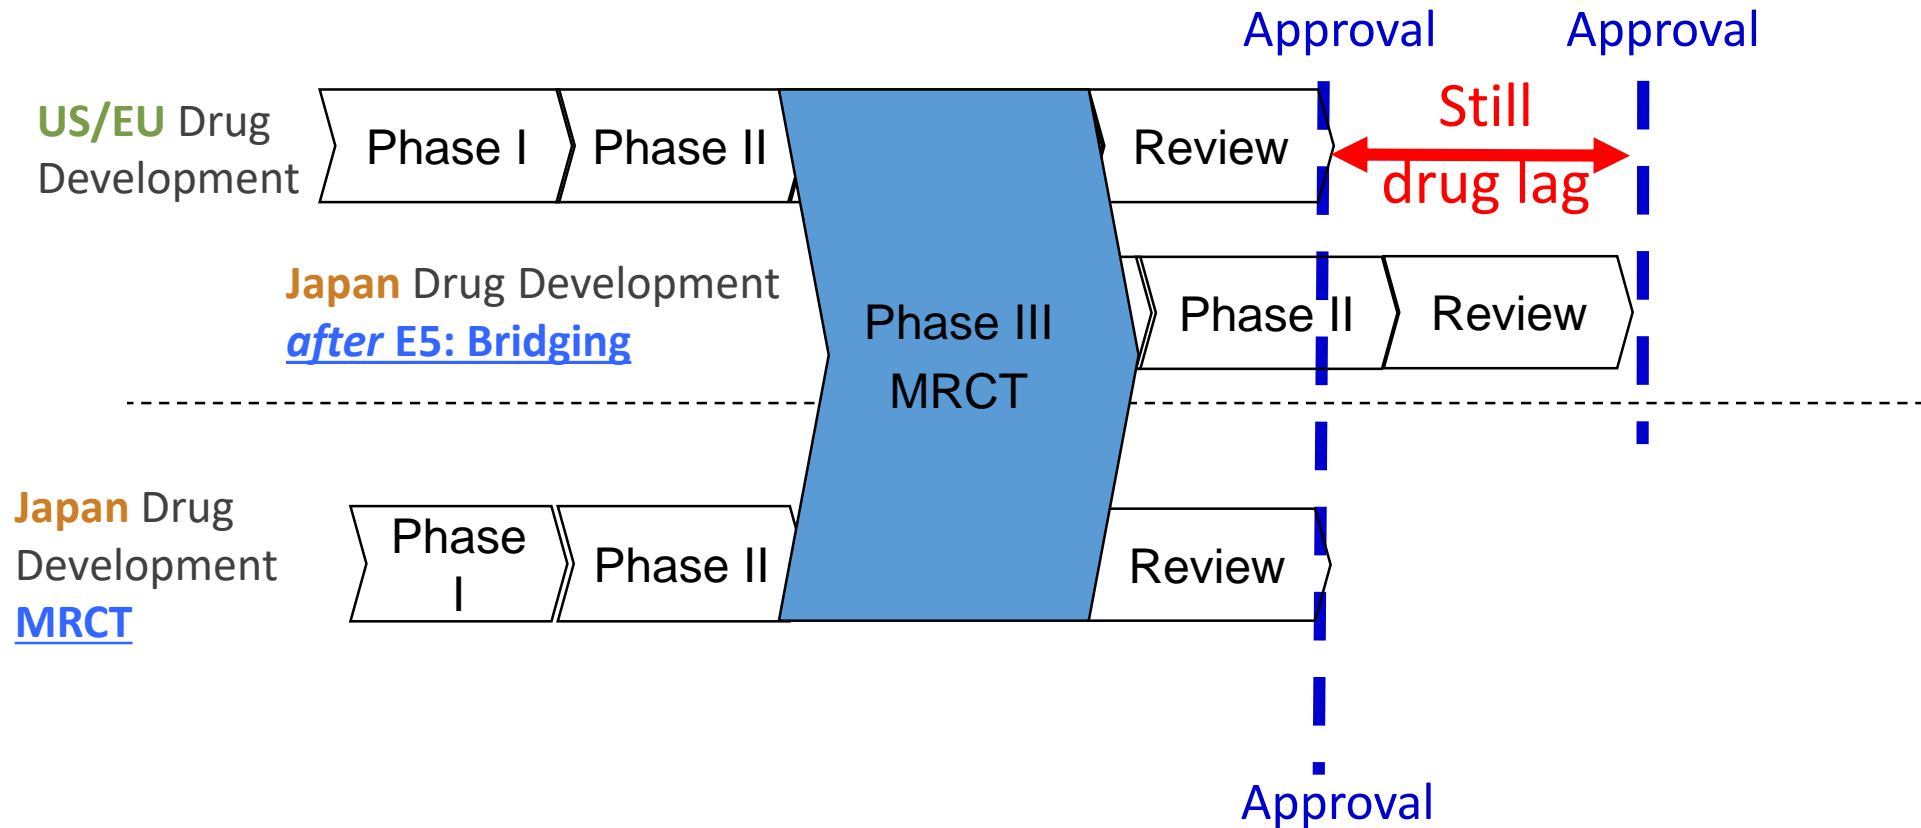 Approval
Approval
US/EU Drug
Development
Phase I
Phase II
Review
Still
drug lag
Japan Drug Development
after E5: Bridging
Phase III
MRCT
Phase II
Review
Japan Drug
Development
MRCT
Phase
I
Phase II
Review
Approval